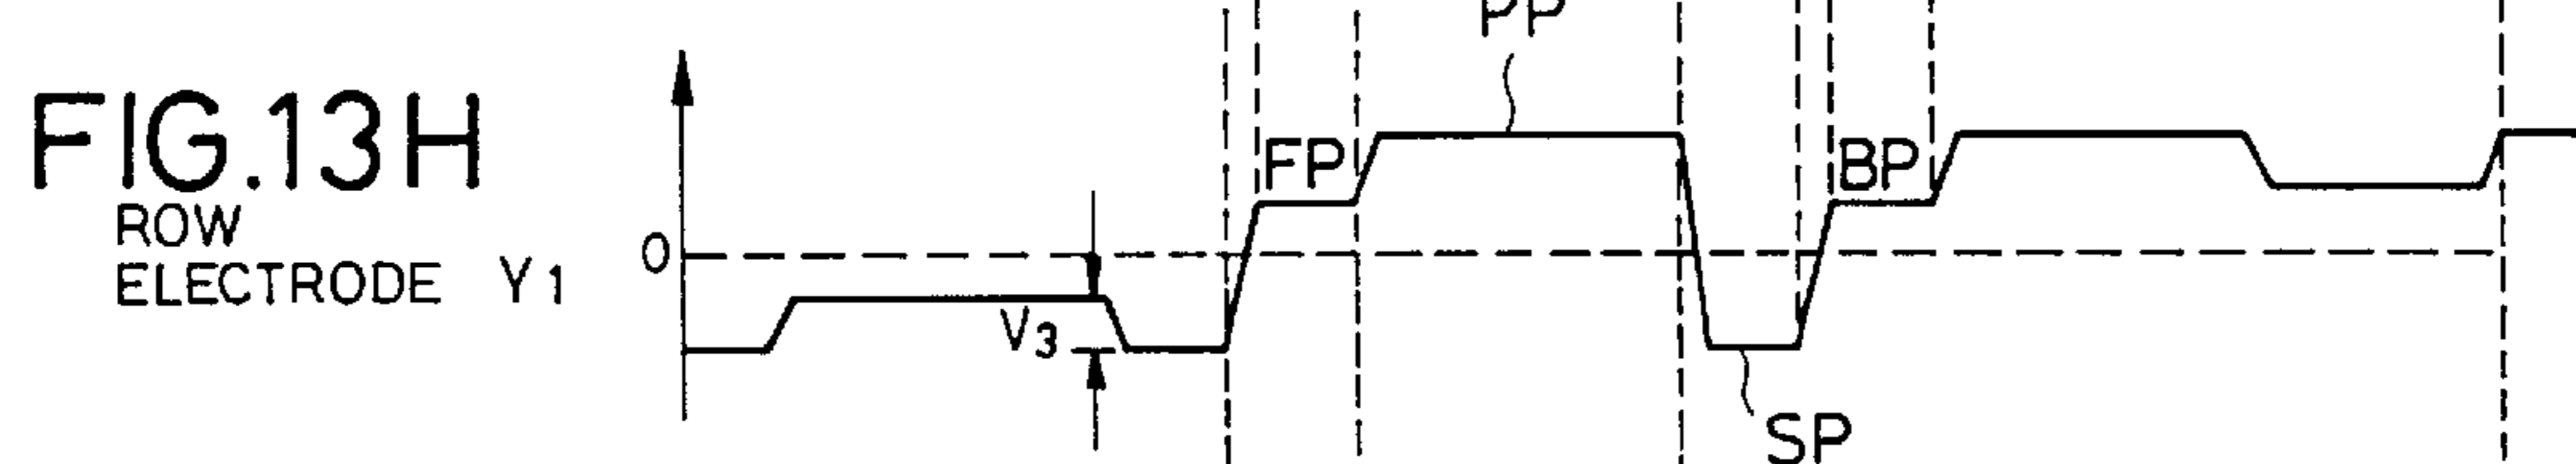 PP
FIG.13H
FP
BP
ROW
0
ELECTRODE Y1
V3
SP